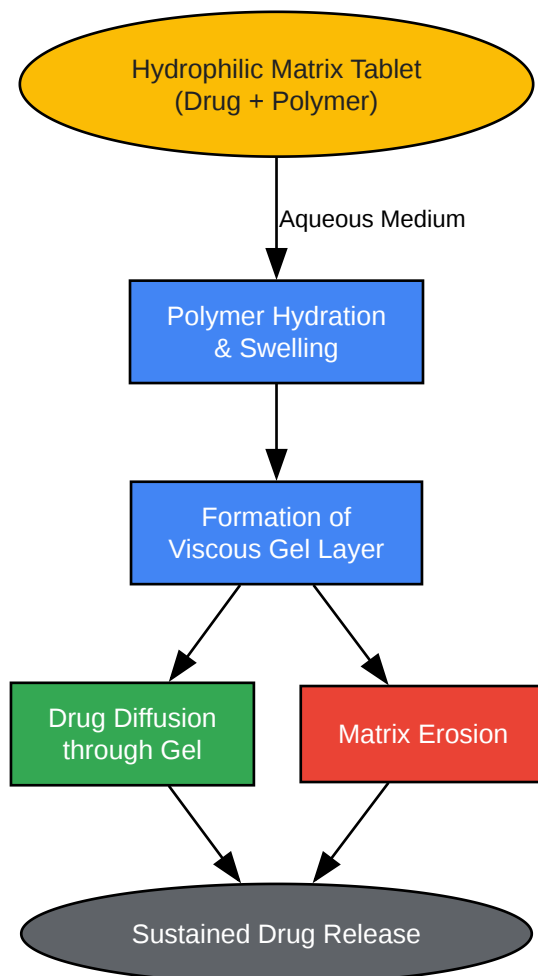 Hydrophilic Matrix Tablet
(Drug + Polymer)
Aqueous Medium
Polymer Hydration
& Swelling
Formation of
Viscous Gel Layer
Drug Diffusion
through Gel
Matrix Erosion
Sustained Drug Release